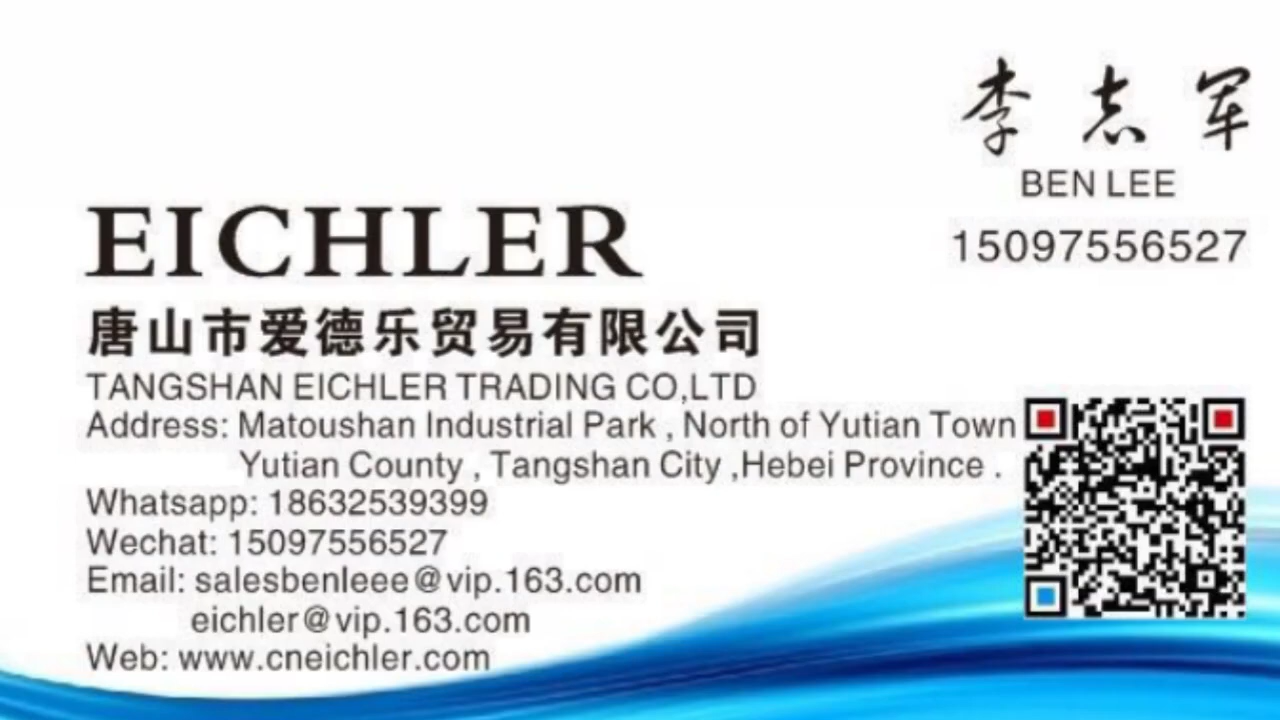 李志军
BEN LEE
15097556527
EICHLER
唐山市爱德乐贸易有限公司
TANGSHAN EICHLER TRADING CO,LTD
Address: Matoushan Industrial Park , North of Yutian Town
Yutian County , Tangshan City ,Hebei Province .
Whatsapp: 18632539399
Wechat: 15097556527
Email: salesbenleee@vip.163.com
eichler@vip.163.com
Web: www.cneichler.com